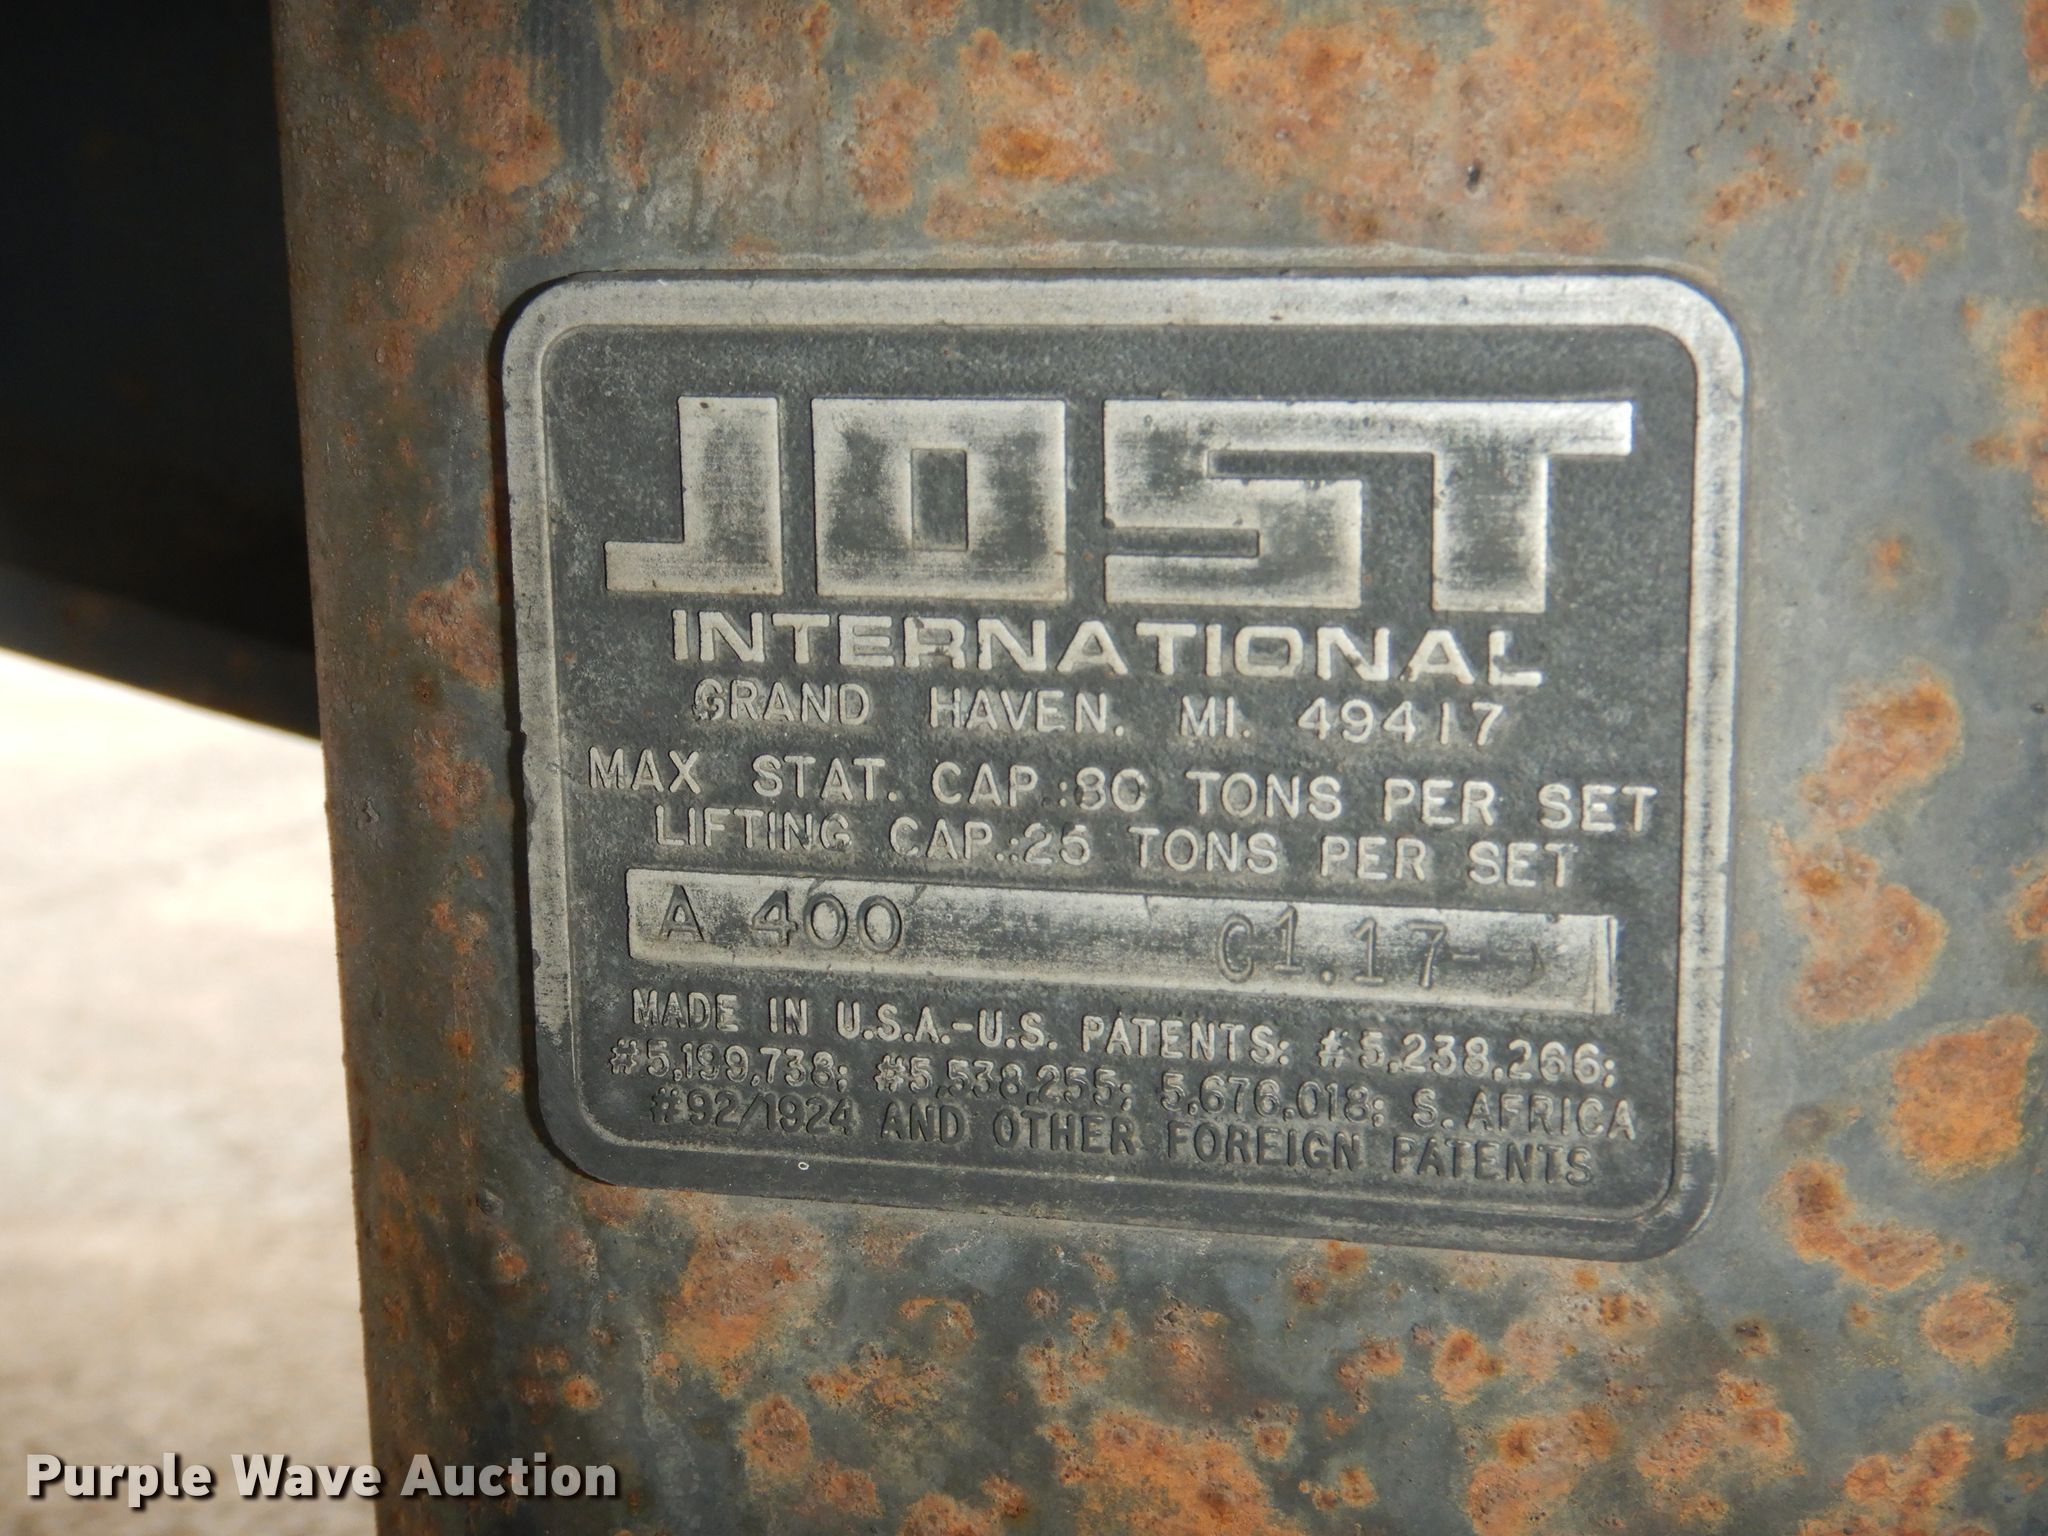 JOST
INTERNATIONAL
GRAND HAVEN, MI. 49417
MAX STAT. CAP.:80 TONS PER SET
LIFTING CAP.:25 TONS PER SET
A 400 01.17-
MADE IN U.S.A.-U.S. PATENTS: #5,238,266;
#5,199,738; #5,538,255; 5,676,018; S. AFRICA
#92/1924 AND OTHER FOREIGN PATENTS
Purple Wave Auction